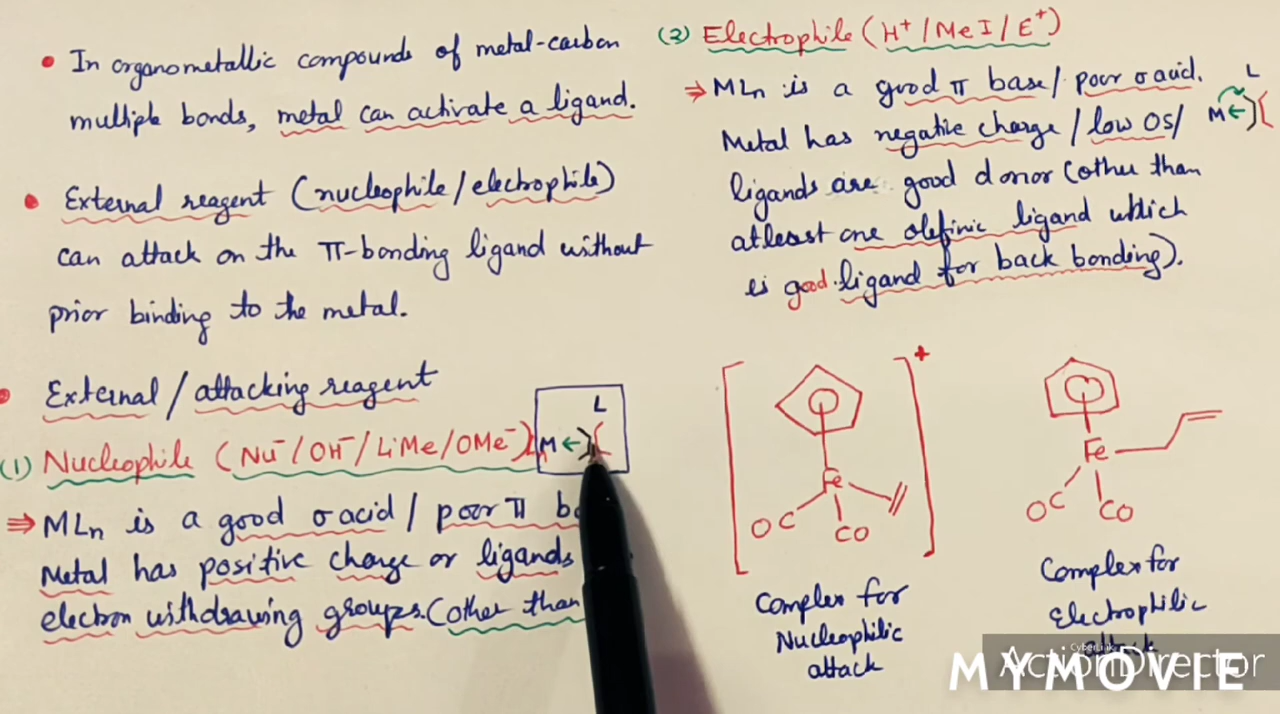 • In organometallic compounds of metal-carbon
multiple bonds, metal can activate a ligand.
• External reagent (nucleophile/electrophile)
can attack on the π-bonding ligand without
prior binding to the metal.
• External/attacking reagent
(1) Nucleophile (Nu⁻/OH⁻/LiMe/OMe⁻)
L
M ←
⇒ MLn is a good σ acid/poor π
Metal has positive charge or ligands
electron withdrawing groups. (other than
(2) Electrophile (H⁺/MeI/E⁺)
⇒ MLn is a good π base/poor σ acid.
L
M ←
Metal has negative charge/low OS/
ligands are good donor (other than
atleast one olefinic ligand which
is good ligand for back bonding).
+
Fe
OC
CO
Complex for
Nucleophilic
attack
Fe
OC
CO
Complex for
Electrophilic
attack
CyberLink
ActionDirector
MYMOVIE